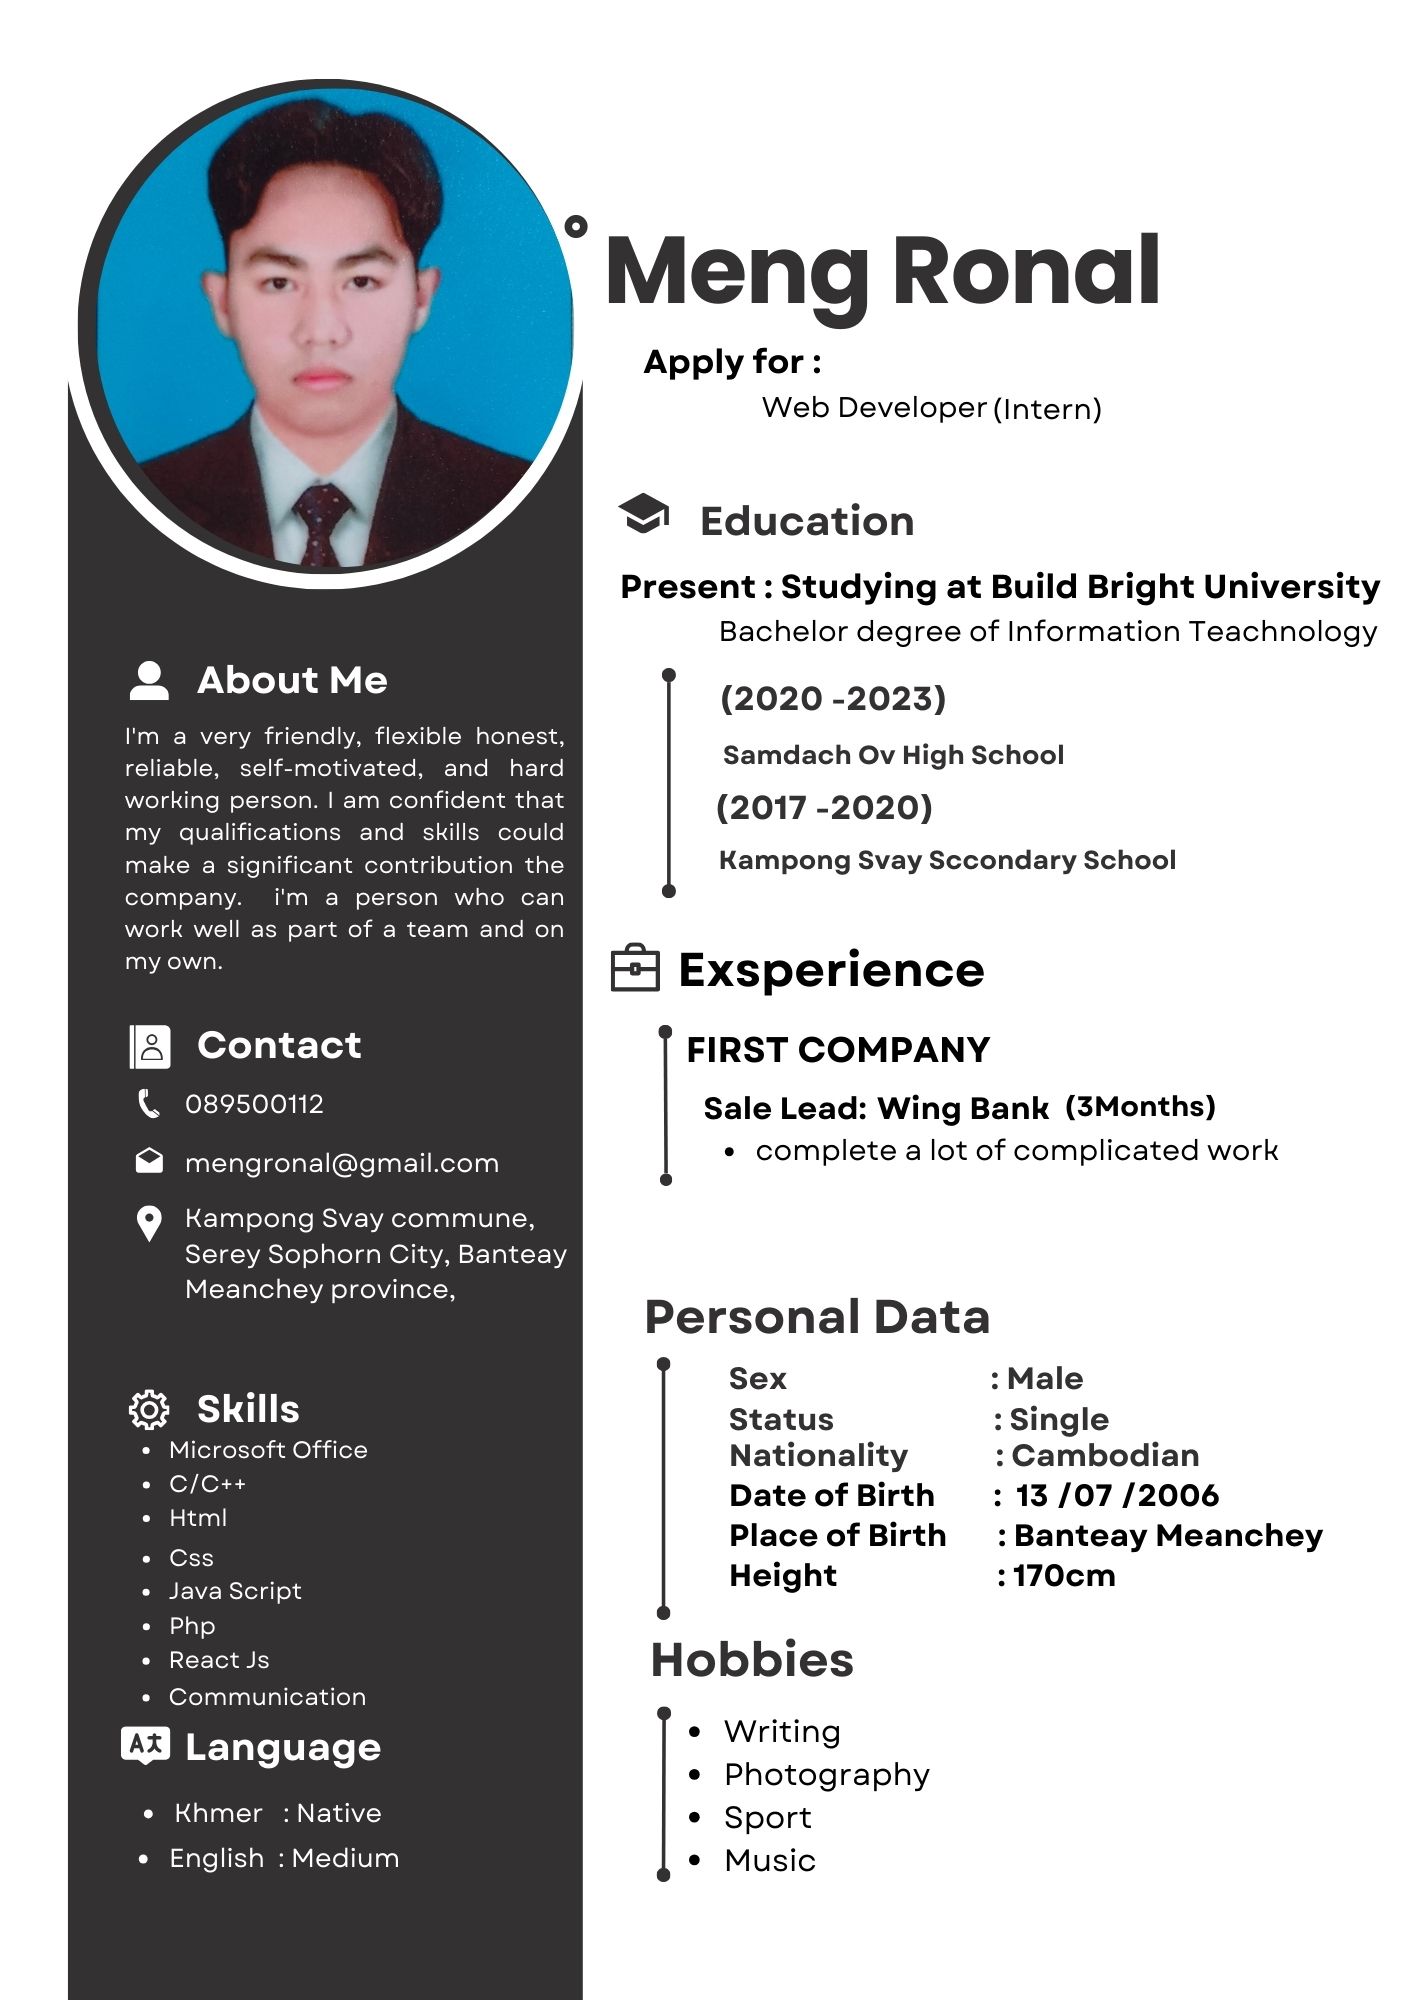 Meng Ronal
Apply for :
Web Developer (Intern)
Education
Present : Studying at Build Bright University
Bachelor degree of Information Teachnology
(2020 -2023)
Samdach Ov High School
(2017 -2020)
Kampong Svay Sccondary School
Exsperience
FIRST COMPANY
Sale Lead: Wing Bank (3Months)
• complete a lot of complicated work
Personal Data
Sex : Male
Status : Single
Nationality : Cambodian
Date of Birth : 13 /07 /2006
Place of Birth : Banteay Meanchey
Height : 170cm
Hobbies
• Writing
• Photography
• Sport
• Music
About Me
I'm a very friendly, flexible honest,
reliable, self-motivated, and hard
working person. I am confident that
my qualifications and skills could
make a significant contribution the
company. i'm a person who can
work well as part of a team and on
my own.
Contact
089500112
mengronal@gmail.com
Kampong Svay commune,
Serey Sophorn City, Banteay
Meanchey province,
Skills
• Microsoft Office
• C/C++
• Html
• Css
• Java Script
• Php
• React Js
• Communication
Language
• Khmer : Native
• English : Medium